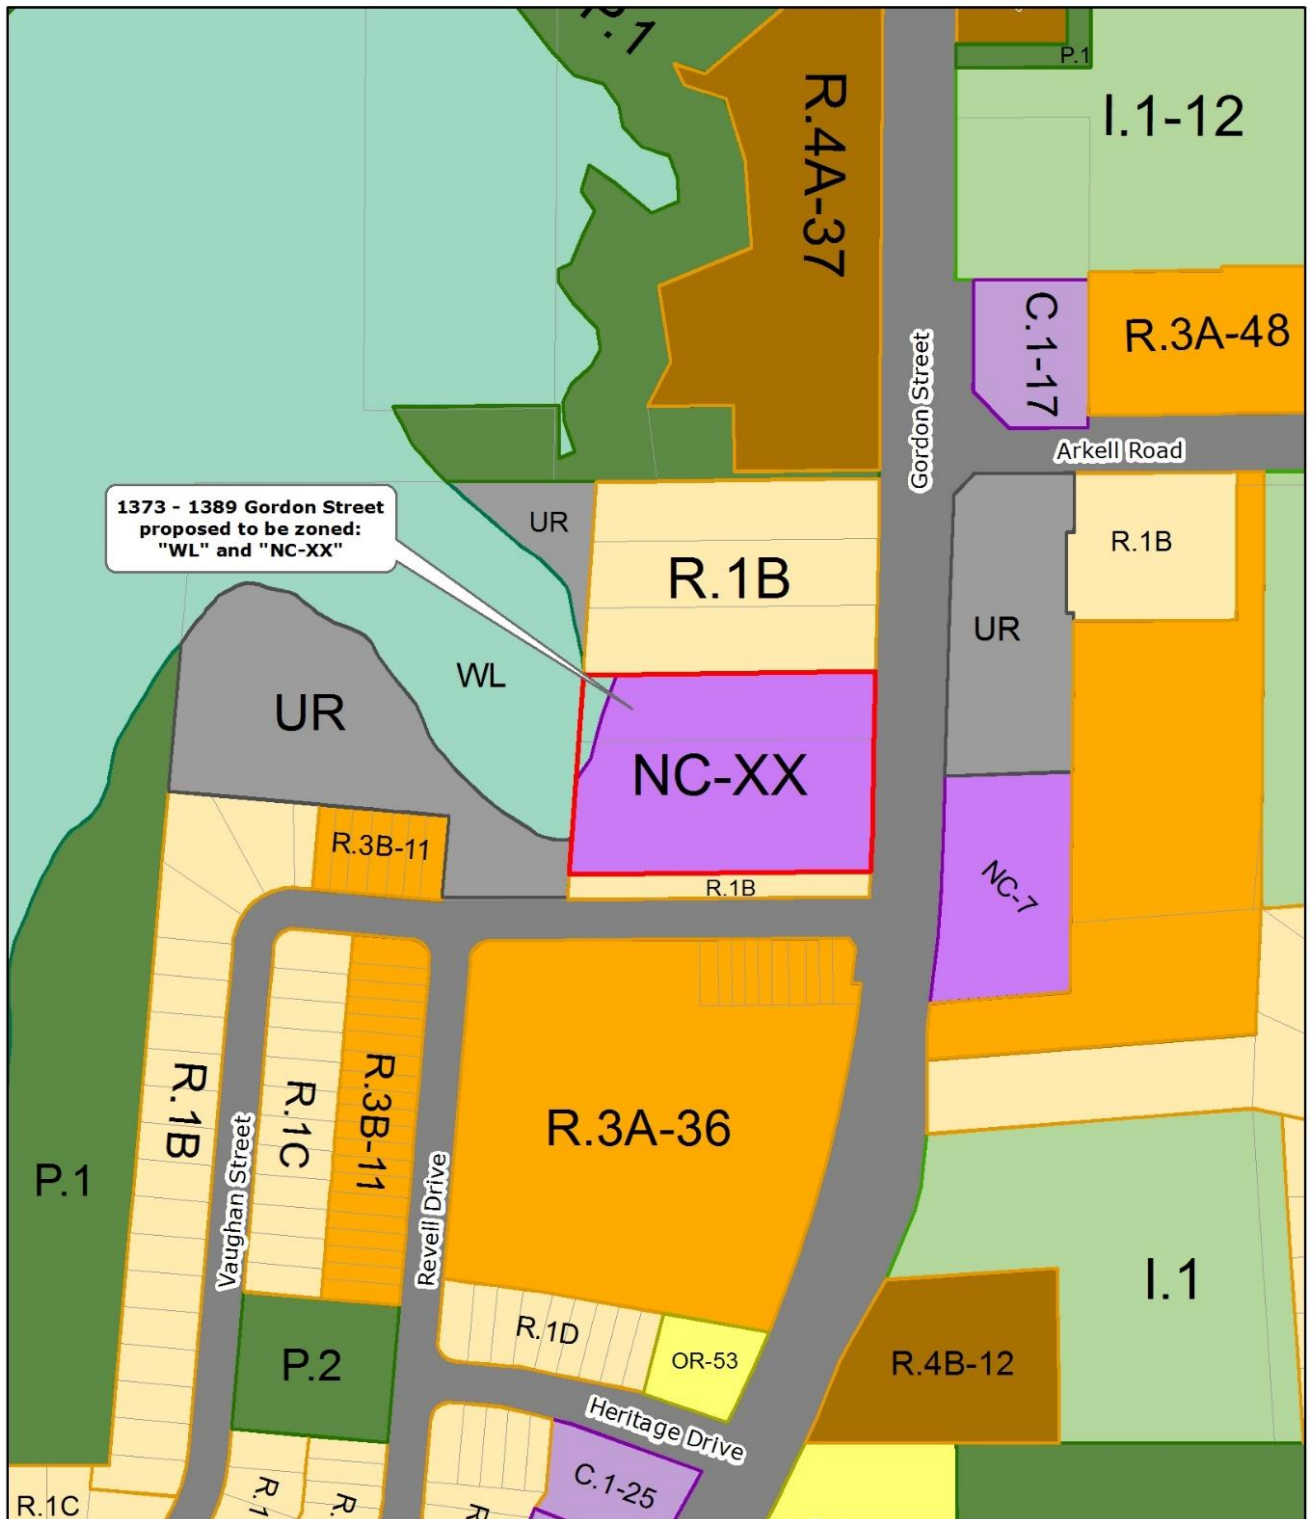 P.1
P.1
I.1-12
R.4A-37
C.1-17
R.3A-48
Gordon Street
Arkell Road
1373 - 1389 Gordon Street
proposed to be zoned:
"WL" and "NC-XX"
UR
R.1B
R.1B
UR
WL
UR
NC-XX
R.3B-11
R.1B
NC-7
R.1B
R.1C
R.3B-11
R.3A-36
Vaughan Street
Revell Drive
P.1
I.1
R.1D
OR-53
P.2
R.4B-12
Heritage Drive
C.1-25
R.1C
R.1
R.
R